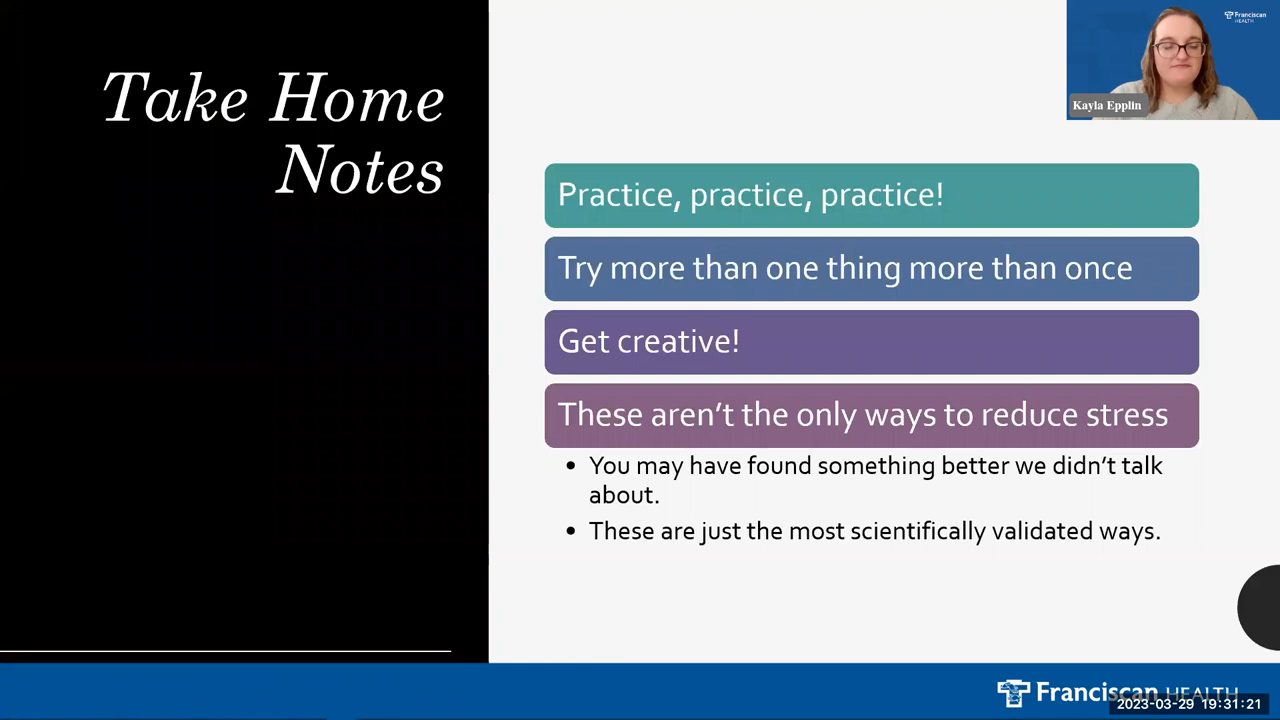 Take Home
Notes
Franciscan
HEALTH
Kayla Epplin
Practice, practice, practice!
Try more than one thing more than once
Get creative!
These aren’t the only ways to reduce stress
• You may have found something better we didn’t talk
about.
• These are just the most scientifically validated ways.
Franciscan HEALTH
2023-03-29 19:31:21